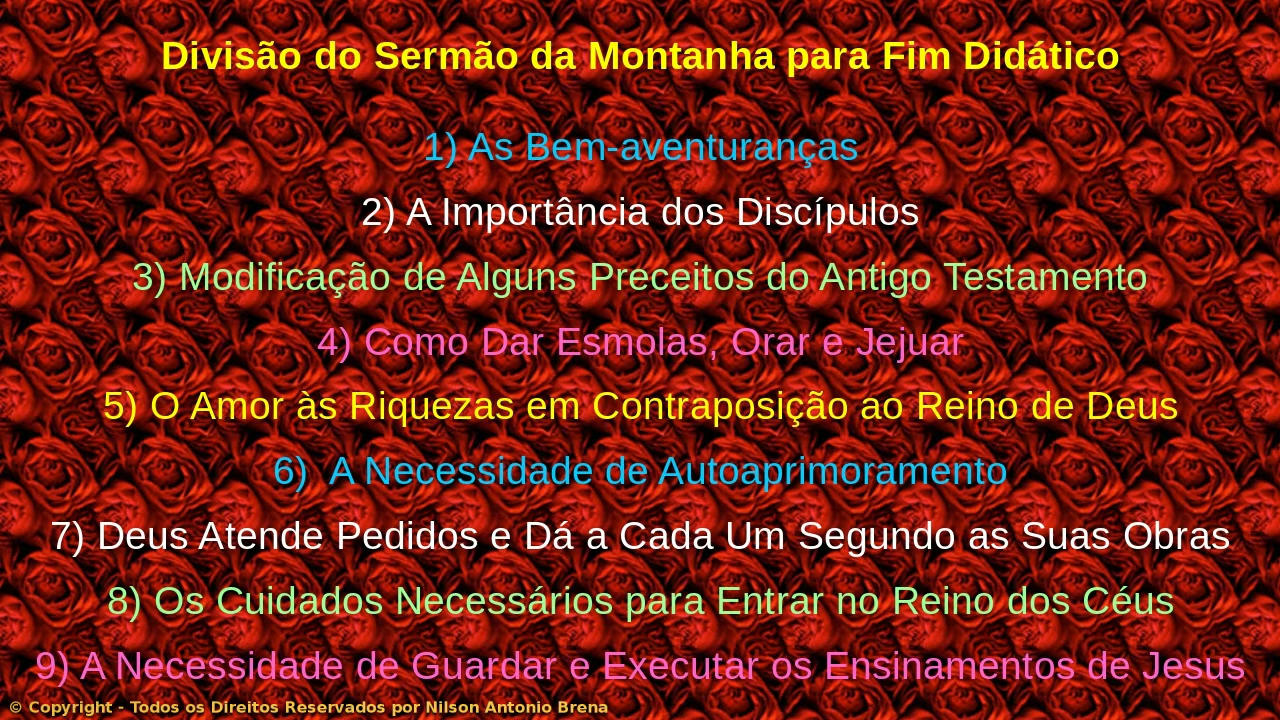 Divisão do Sermão da Montanha para Fim Didático
1) As Bem-aventuranças
2) A Importância dos Discípulos
3) Modificação de Alguns Preceitos do Antigo Testamento
4) Como Dar Esmolas, Orar e Jejuar
5) O Amor às Riquezas em Contraposição ao Reino de Deus
6)  A Necessidade de Autoaprimoramento
7) Deus Atende Pedidos e Dá a Cada Um Segundo as Suas Obras
8) Os Cuidados Necessários para Entrar no Reino dos Céus
9) A Necessidade de Guardar e Executar os Ensinamentos de Jesus
© Copyright - Todos os Direitos Reservados por Nilson Antonio Brena